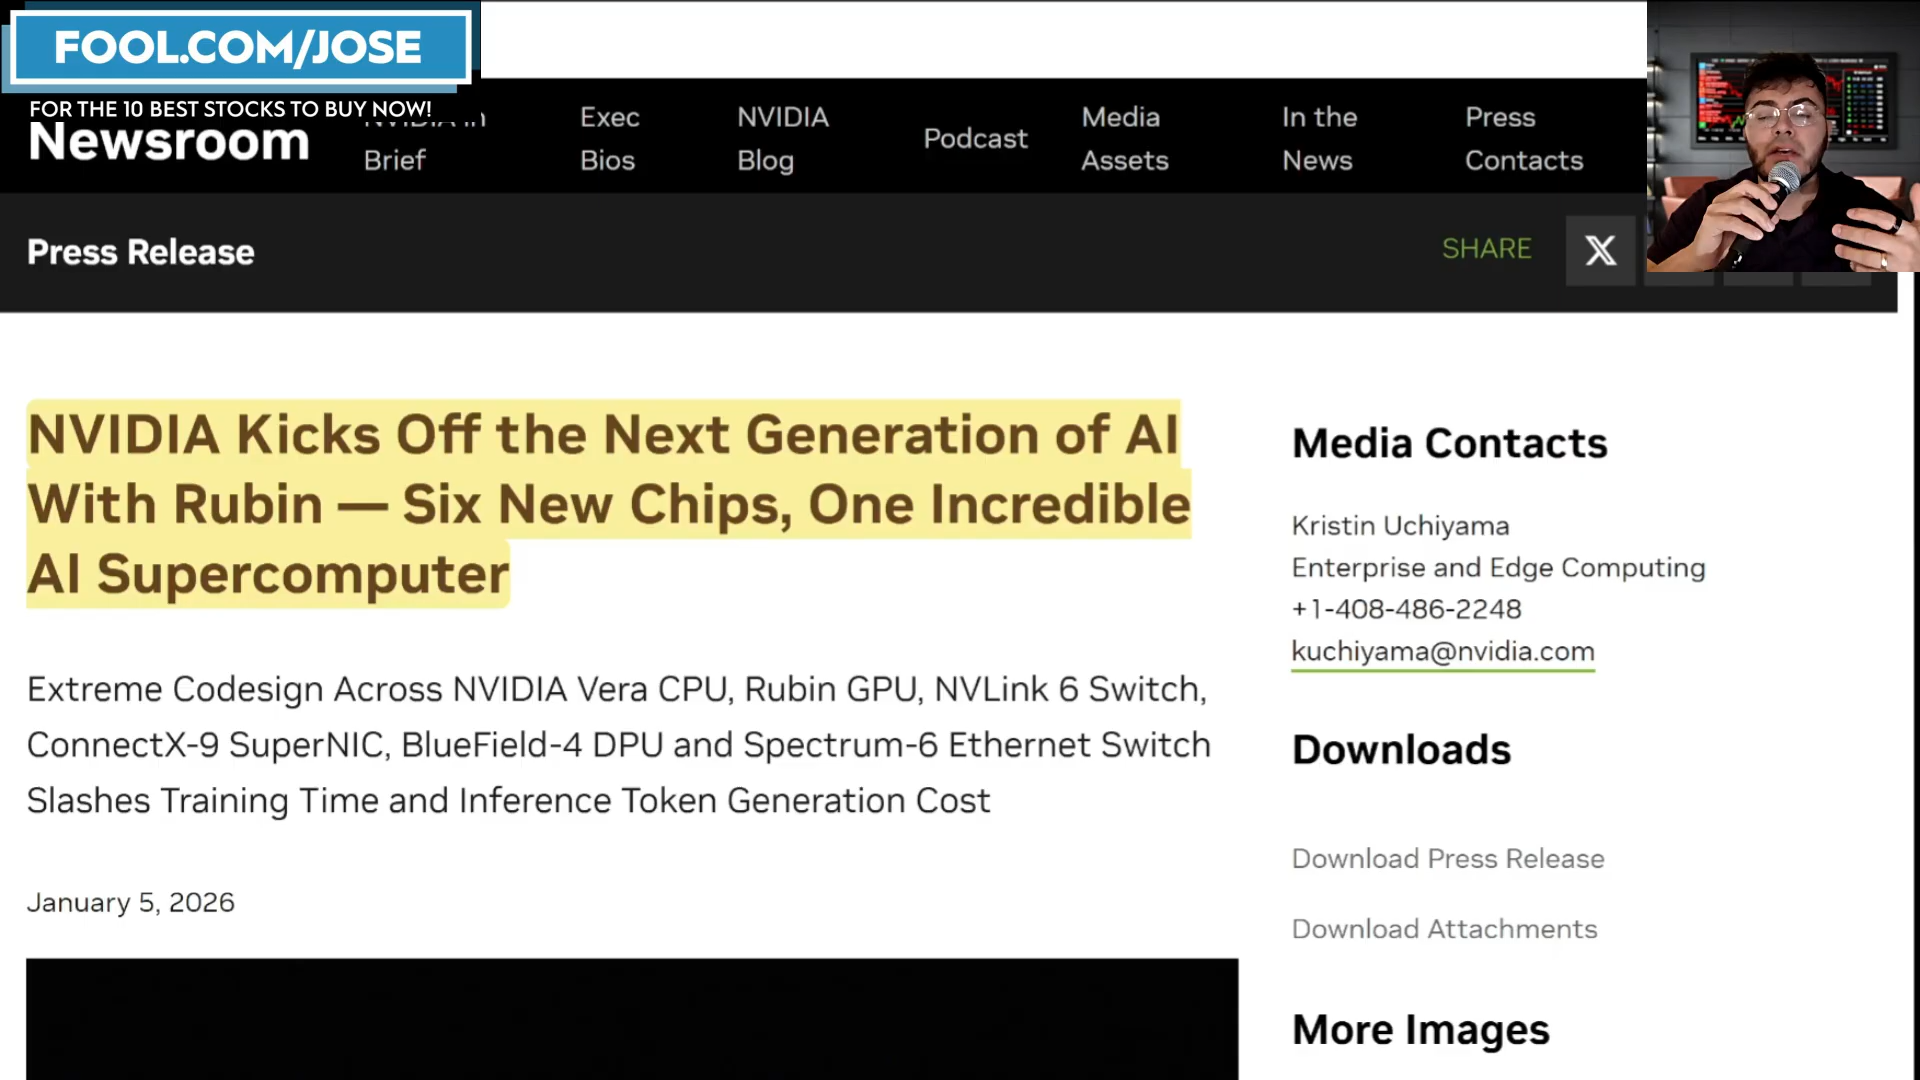 FOOL.COM/JOSE
FOR THE 10 BEST STOCKS TO BUY NOW!
Newsroom
NVIDIA in
Brief
Exec
Bios
NVIDIA
Blog
Podcast
Media
Assets
In the
News
Press
Contacts
Press Release
SHARE
X
NVIDIA Kicks Off the Next Generation of AI
With Rubin — Six New Chips, One Incredible
AI Supercomputer
Extreme Codesign Across NVIDIA Vera CPU, Rubin GPU, NVLink 6 Switch,
ConnectX-9 SuperNIC, BlueField-4 DPU and Spectrum-6 Ethernet Switch
Slashes Training Time and Inference Token Generation Cost
January 5, 2026
Media Contacts
Kristin Uchiyama
Enterprise and Edge Computing
+1-408-486-2248
kuchiyama@nvidia.com
Downloads
Download Press Release
Download Attachments
More Images